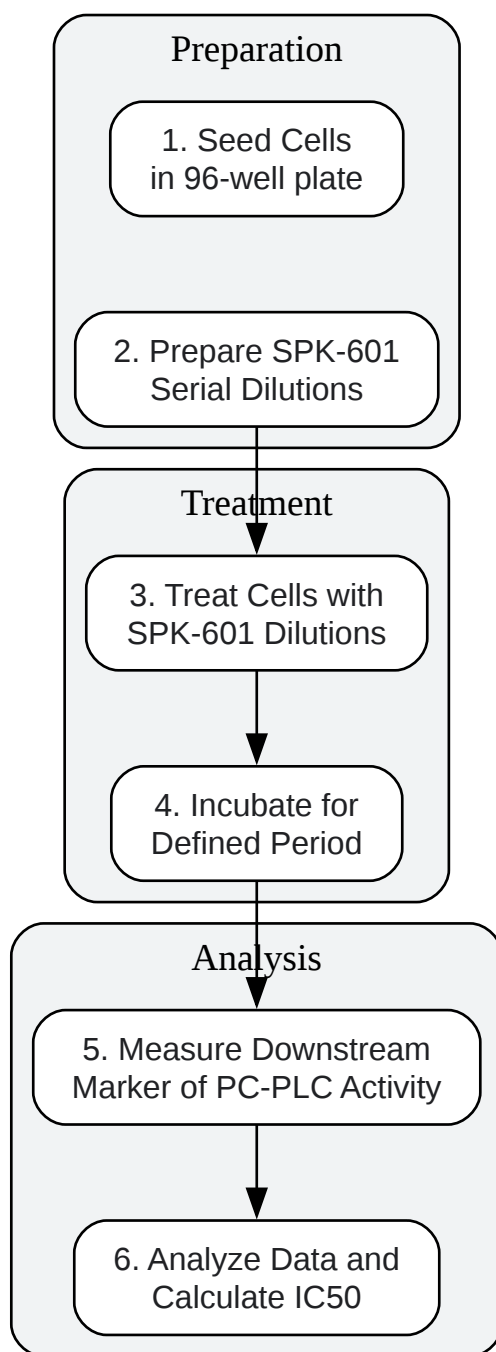 Preparation
1. Seed Cells
in 96-well plate
2. Prepare SPK-601
Serial Dilutions
Treatment
3. Treat Cells with
SPK-601 Dilutions
4. Incubate for
Defined Period
Analysis
5. Measure Downstream
Marker of PC-PLC Activity
6. Analyze Data and
Calculate IC50